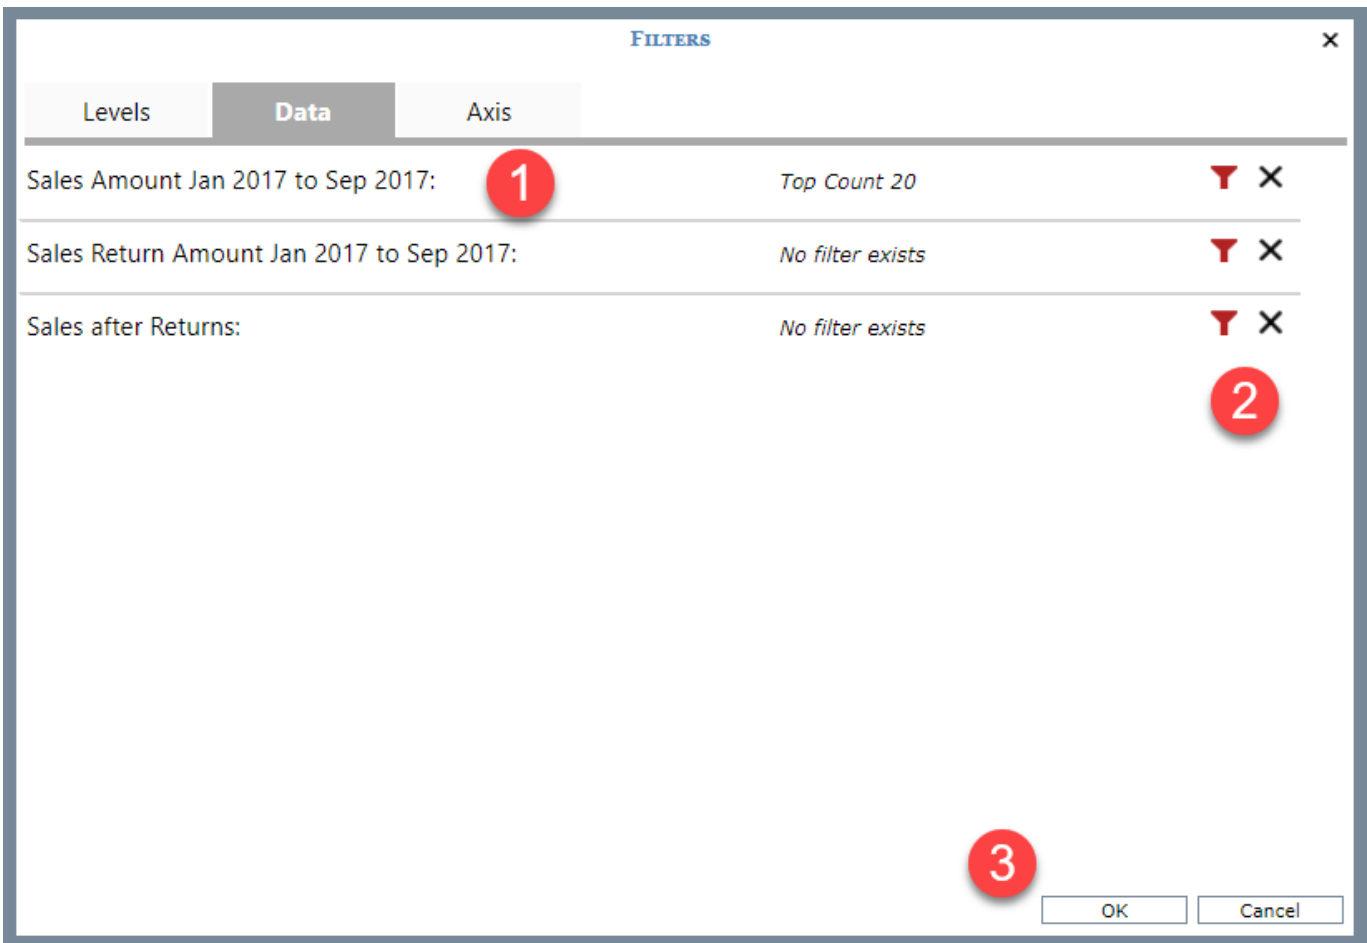 Filters
Levels Data Axis
Sales Amount Jan 2017 to Sep 2017: 1 Top Count 20
Sales Return Amount Jan 2017 to Sep 2017: No filter exists
Sales after Returns: No filter exists
2
3
OK Cancel